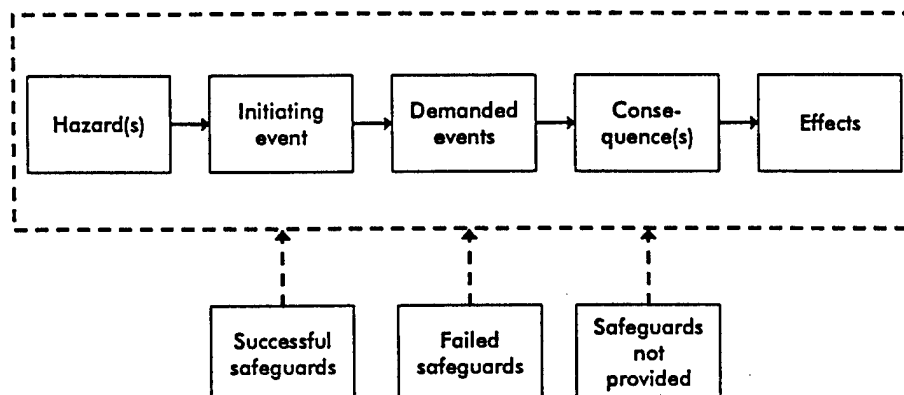 Hazard(s)
Initiating
event
Demanded
events
Conse-
quence(s)
Effects
Successful
safeguards
Failed
safeguards
Safeguards
not
provided